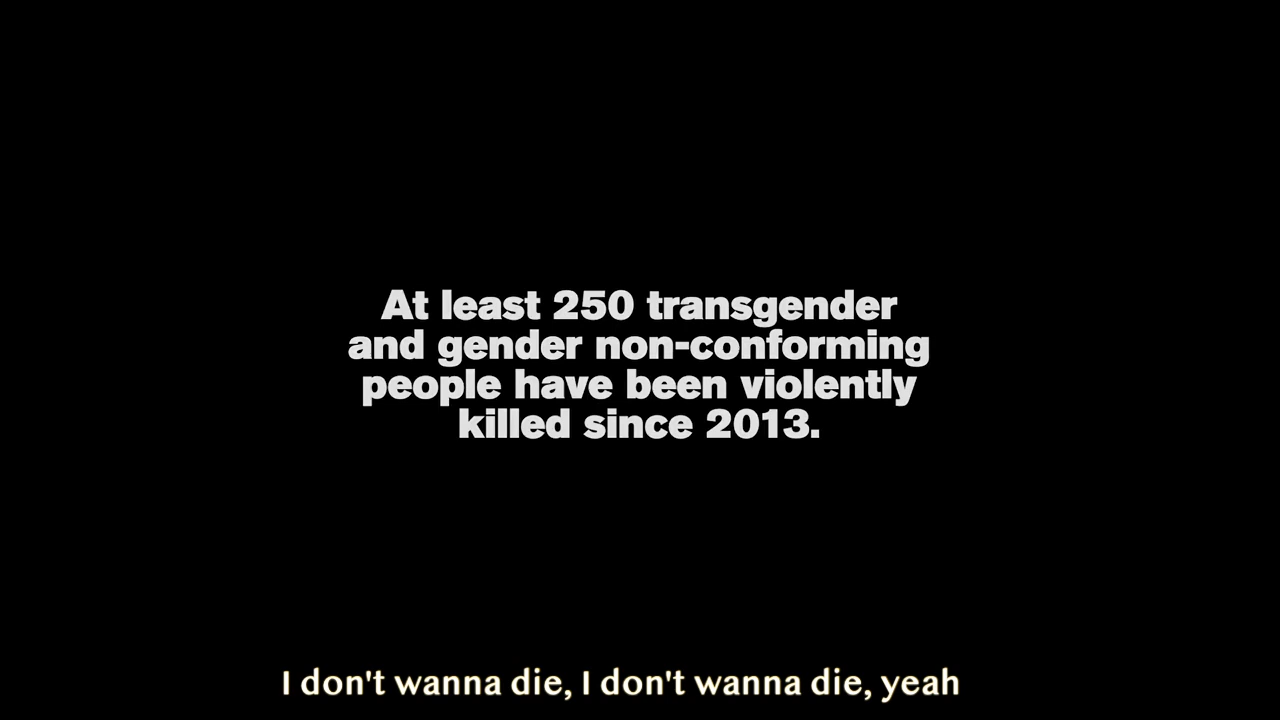 At least 250 transgender
and gender non-conforming
people have been violently
killed since 2013.
I don't wanna die, I don't wanna die, yeah